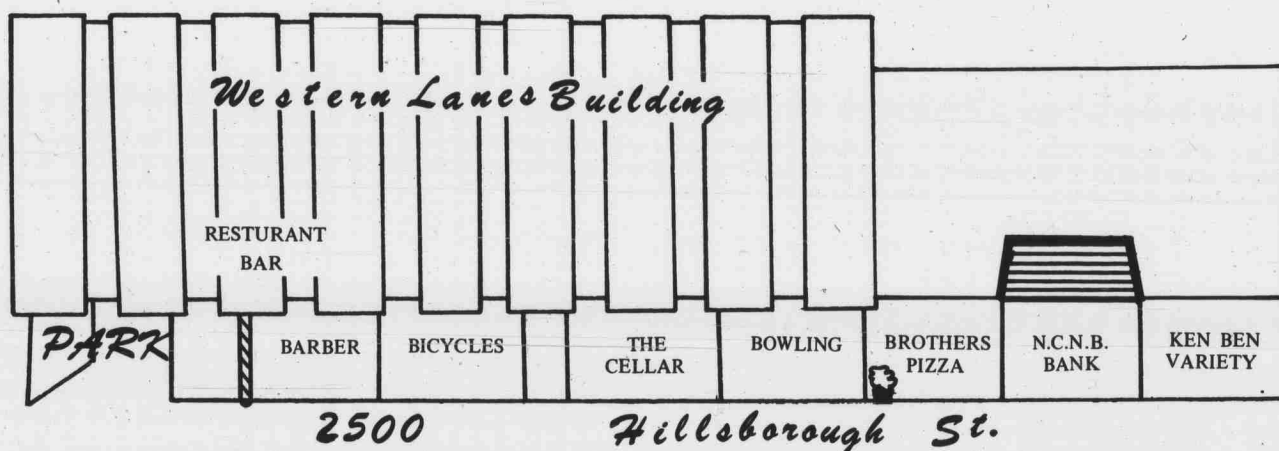 Western Lanes Building
RESTURANT
BAR
PARK
BARBER
BICYCLES
THE
CELLAR
BOWLING
BROTHERS
PIZZA
N.C.N.B.
BANK
KEN BEN
VARIETY
2500 Hillsborough St.